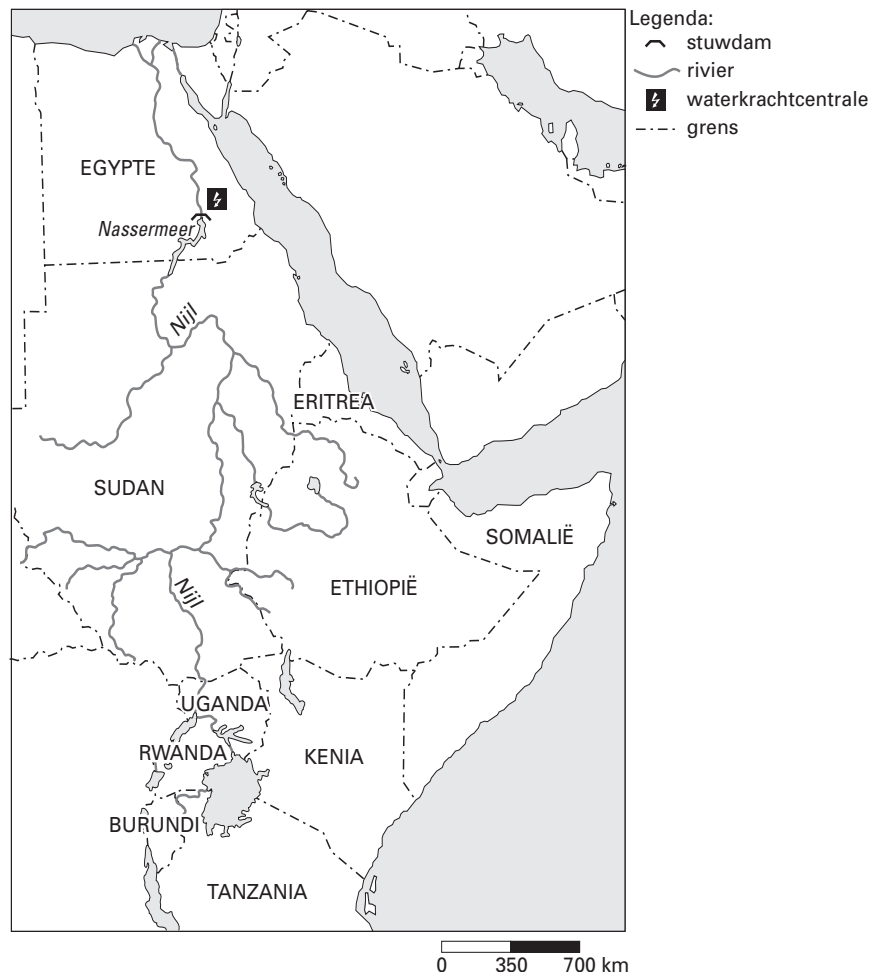 Legenda:
stuwdam
rivier
waterkrachtcentrale
grens
EGYPTE
Nassermeer
Nijl
ERITREA
SUDAN
SOMALIË
ETHIOPIË
Nijl
UGANDA
RWANDA
KENIA
BURUNDI
TANZANIA
0 350 700 km